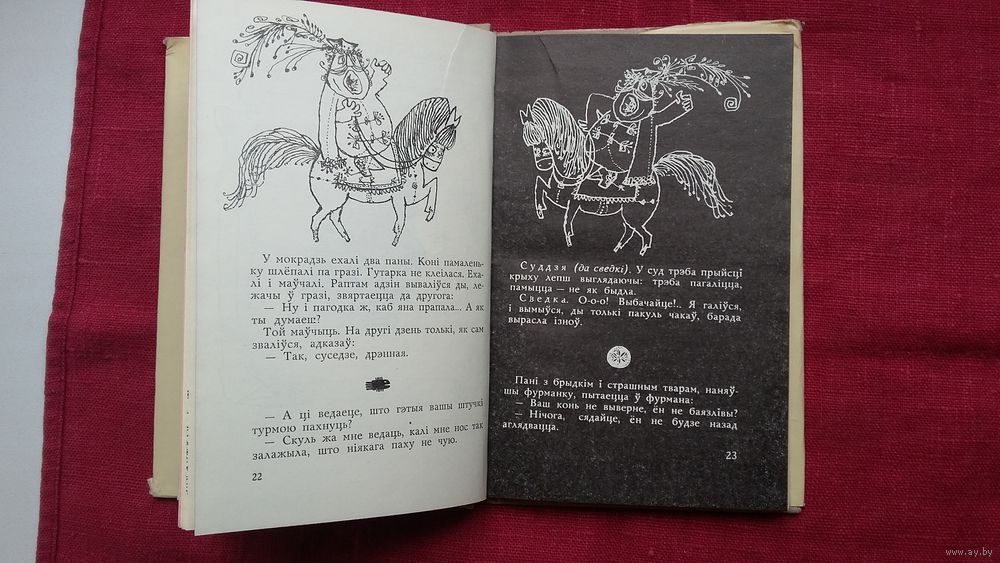 У мокрадзь ехалі два паны. Коні памалень-
ку шлёпалі па гразі. Гутарка не клеілася. Еха-
лі і маўчалі. Раптам адзін вываліўся ды, ле-
жачы ў гразі, звяртаецца да другога:
— Ну і пагодка ж, каб яна прапала... А як
ты думаеш?
Той маўчыць. На другі дзень толькі, як сам
зваліўся, адказаў:
— Так, суседзе, дрэнная.
— А ці ведаеце, што гэтыя вашы штучкі
турмою пахнуць?
— Скуль жа мне ведаць, калі мне нос так
залажыла, што ніякага паху не чую.
22
Суддзя (да сведкі). У суд трэба прыйсці
крыху лепш выглядаючы: трэба пагаліцца,
памыцца — не як быдла.
Сведка. О-о-о! Выбачайце!.. Я галіўся,
і вымыўся, ды толькі пакуль чакаў, барада
вырасла ізноў.
Пані з брыдкім і страшным тварам, наняў-
шы фурманку, пытаецца ў фурмана:
— Ваш конь не выверне, ён не баязлівы?
— Нічога, сядайце, ён не будзе назад
аглядвацца.
23
www.ay.by